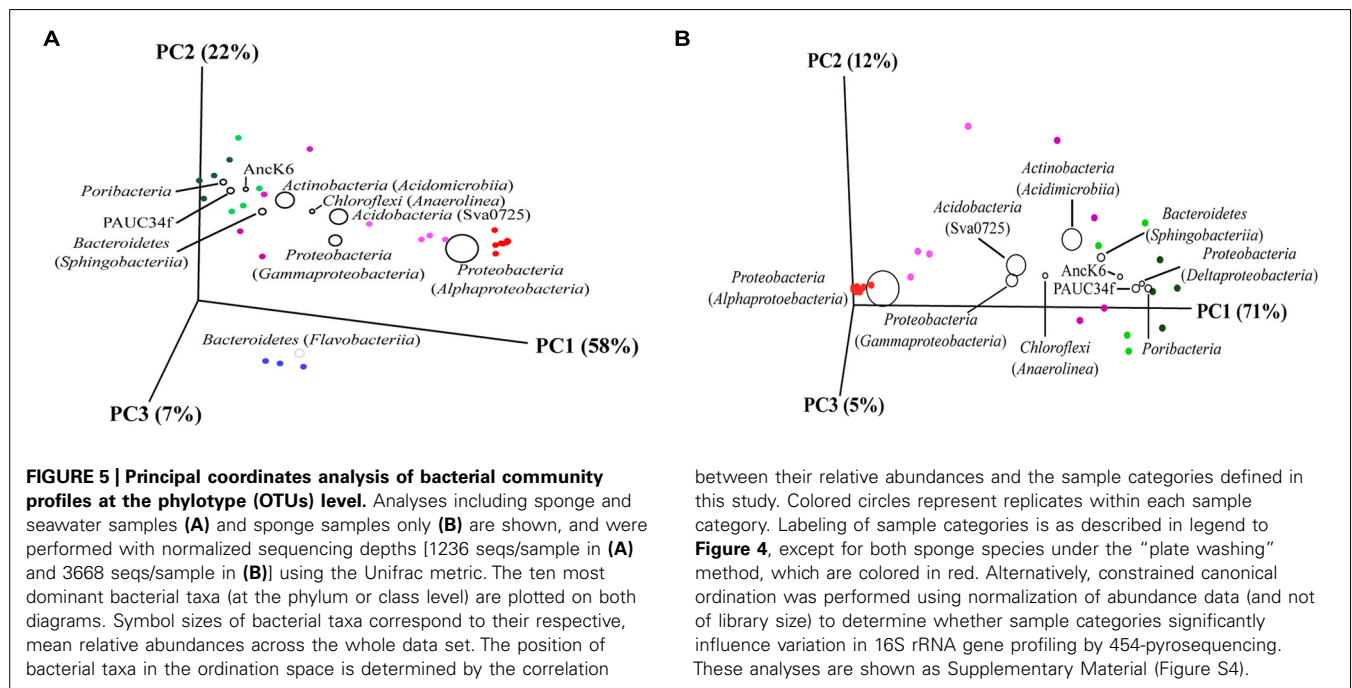 A
PC2 (22%)
AncK6
Poribacteria
Actinobacteria (Acidomicrobiia)
Chloroflexi (Anaerolinea)
PAUC34f
Acidobacteria (Sva0725)
Bacteroidetes
(Sphingobacteriia)
Proteobacteria
(Gammaproteobacteria)
Proteobacteria
(Alphaproteobacteria)
Bacteroidetes (Flavobacteriia)
PC1 (58%)
PC3 (7%)
B
PC2 (12%)
Actinobacteria
(Acidimicrobiia)
Acidobacteria
(Sva0725)
Bacteroidetes
(Sphingobacteriia)
Proteobacteria
(Deltaproteobacteria)
AncK6
PAUC34f
Proteobacteria
(Alphaprotoebacteria)
PC1 (71%)
Proteobacteria
(Gammaproteobacteria)
Chloroflexi
(Anaerolinea)
Poribacteria
PC3 (5%)
FIGURE 5 | Principal coordinates analysis of bacterial community
profiles at the phylotype (OTUs) level. Analyses including sponge and
seawater samples (A) and sponge samples only (B) are shown, and were
performed with normalized sequencing depths [1236 seqs/sample in (A)
and 3668 seqs/sample in (B)] using the Unifrac metric. The ten most
dominant bacterial taxa (at the phylum or class level) are plotted on both
diagrams. Symbol sizes of bacterial taxa correspond to their respective,
mean relative abundances across the whole data set. The position of
bacterial taxa in the ordination space is determined by the correlation
between their relative abundances and the sample categories defined in
this study. Colored circles represent replicates within each sample
category. Labeling of sample categories is as described in legend to
Figure 4, except for both sponge species under the “plate washing”
method, which are colored in red. Alternatively, constrained canonical
ordination was performed using normalization of abundance data (and not
of library size) to determine whether sample categories significantly
influence variation in 16S rRNA gene profiling by 454-pyrosequencing.
These analyses are shown as Supplementary Material (Figure S4).